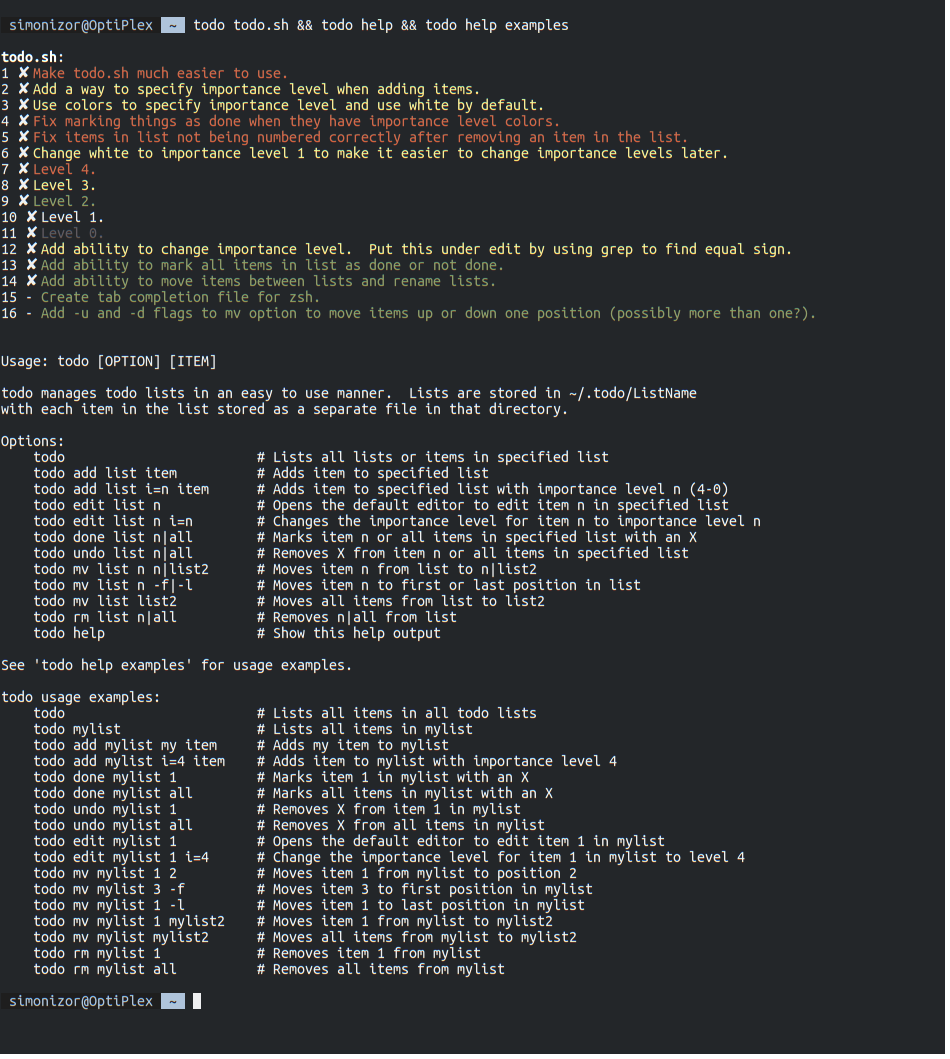 simonizor@OptiPlex ~ todo todo.sh && todo help && todo help examples
todo.sh:
1 ✘ Make todo.sh much easier to use.
2 ✘ Add a way to specify importance level when adding items.
3 ✘ Use colors to specify importance level and use white by default.
4 ✘ Fix marking things as done when they have importance level colors.
5 ✘ Fix items in list not being numbered correctly after removing an item in the list.
6 ✘ Change white to importance level 1 to make it easier to change importance levels later.
7 ✘ Level 4.
8 ✘ Level 3.
9 ✘ Level 2.
10 ✘ Level 1.
11 ✘ Level 0.
12 ✘ Add ability to change importance level.  Put this under edit by using grep to find equal sign.
13 ✘ Add ability to mark all items in list as done or not done.
14 ✘ Add ability to move items between lists and rename lists.
15 - Create tab completion file for zsh.
16 - Add -u and -d flags to mv option to move items up or down one position (possibly more than one?).
Usage: todo [OPTION] [ITEM]
todo manages todo lists in an easy to use manner.  Lists are stored in ~/.todo/ListName
with each item in the list stored as a separate file in that directory.
Options:
    todo                        # Lists all lists or items in specified list
    todo add list item          # Adds item to specified list
    todo add list i=n item      # Adds item to specified list with importance level n (4-0)
    todo edit list n            # Opens the default editor to edit item n in specified list
    todo edit list n i=n        # Changes the importance level for item n to importance level n
    todo done list n|all        # Marks item n or all items in specified list with an X
    todo undo list n|all        # Removes X from item n or all items in specified list
    todo mv list n n|list2      # Moves item n from list to n|list2
    todo mv list n -f|-l        # Moves item n to first or last position in list
    todo mv list list2          # Moves all items from list to list2
    todo rm list n|all          # Removes n|all from list
    todo help                   # Show this help output
See 'todo help examples' for usage examples.
todo usage examples:
    todo                        # Lists all items in all todo lists
    todo mylist                 # Lists all items in mylist
    todo add mylist my item     # Adds my item to mylist
    todo add mylist i=4 item    # Adds item to mylist with importance level 4
    todo done mylist 1          # Marks item 1 in mylist with an X
    todo done mylist all        # Marks all items in mylist with an X
    todo undo mylist 1          # Removes X from item 1 in mylist
    todo undo mylist all        # Removes X from all items in mylist
    todo edit mylist 1          # Opens the default editor to edit item 1 in mylist
    todo edit mylist 1 i=4      # Change the importance level for item 1 in mylist to level 4
    todo mv mylist 1 2          # Moves item 1 from mylist to position 2
    todo mv mylist 3 -f         # Moves item 3 to first position in mylist
    todo mv mylist 1 -l         # Moves item 1 to last position in mylist
    todo mv mylist 1 mylist2    # Moves item 1 from mylist to mylist2
    todo mv mylist mylist2      # Moves all items from mylist to mylist2
    todo rm mylist 1            # Removes item 1 from mylist
    todo rm mylist all          # Removes all items from mylist
simonizor@OptiPlex ~